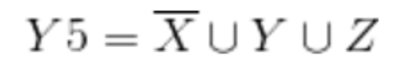 Y5 = X̅ ∪ Y ∪ Z